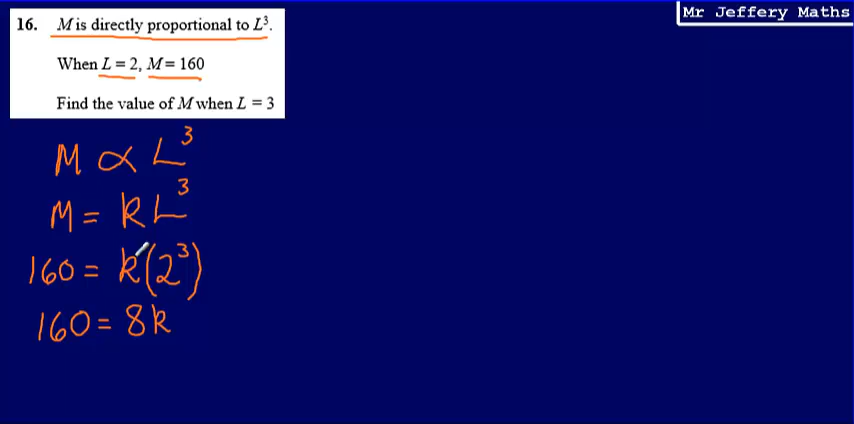 Mr Jeffery Maths
16. M is directly proportional to L³.
When L = 2, M = 160
Find the value of M when L = 3
M ∝ L³
M = kL³
160 = k(2³)
160 = 8k